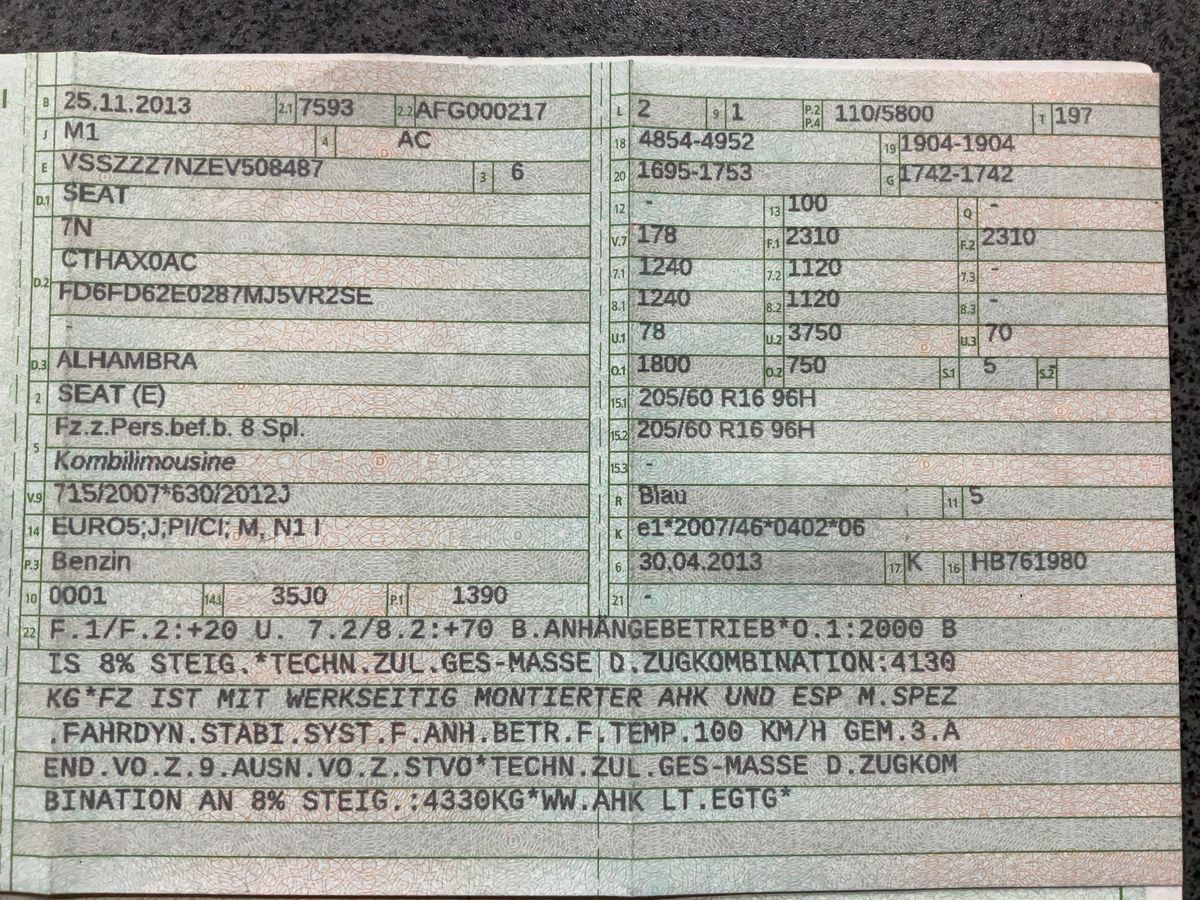 B 25.11.2013 2.1 7593 2.2 AFG000217
J M1 4 AC
E VSSZZZ7NZEV508487 3 6
D.1 SEAT
7N
D.2 CTHAX0AC
FD6FD62E0287MJ5VR2SE
-
D.3 ALHAMBRA
2 SEAT (E)
5 Fz.z.Pers.bef.b. 8 Spl.
Kombilimousine
V.9 715/2007*630/2012J
14 EURO5;J;PI/CI; M, N1 I
P.3 Benzin
10 0001 14.1 35J0 P.1 1390
L 2 9 1 P.2 P.4 110/5800 T 197
18 4854-4952 19 1904-1904
20 1695-1753 G 1742-1742
12 - 13 100 Q -
V.7 178 F.1 2310 F.2 2310
7.1 1240 7.2 1120 7.3 -
8.1 1240 8.2 1120 8.3 -
U.1 78 U.2 3750 U.3 70
O.1 1800 O.2 750 S.1 5 S.2 -
15.1 205/60 R16 96H
15.2 205/60 R16 96H
15.3 -
R Blau 11 5
K e1*2007/46*0402*06
6 30.04.2013 17 K 16 HB761980
21 -
22 F.1/F.2:+20 U. 7.2/8.2:+70 B.ANHÄNGEBETRIEB*O.1:2000 B
IS 8% STEIG.*TECHN.ZUL.GES-MASSE D.ZUGKOMBINATION:4130
KG*FZ IST MIT WERKSEITIG MONTIERTER AHK UND ESP M.SPEZ
.FAHRDYN.STABI.SYST.F.ANH.BETR.F.TEMP.100 KM/H GEM.3.A
END.VO.Z.9.AUSN.VO.Z.STVO*TECHN.ZUL.GES-MASSE D.ZUGKOM
BINATION AN 8% STEIG.:4330KG*WW.AHK LT.EGTG*